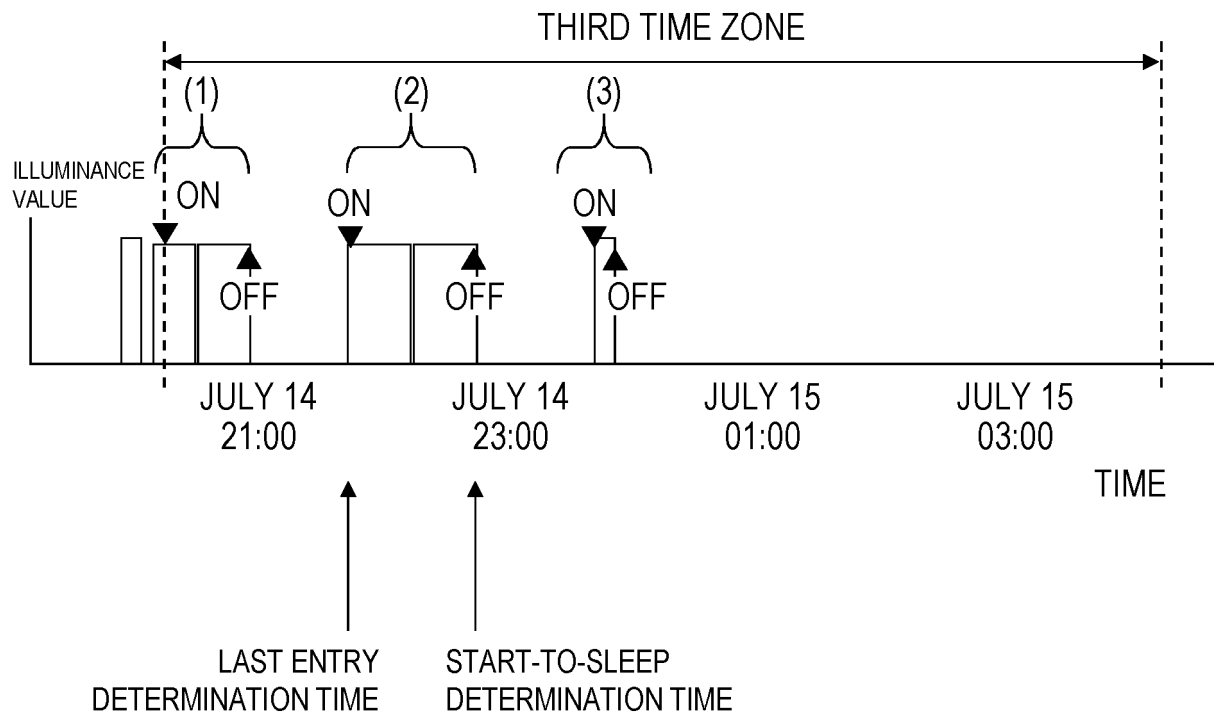 THIRD TIME ZONE
(1)
(2)
(3)
ILLUMINANCE
VALUE
ON
ON
ON
OFF
OFF
OFF
JULY 14
21:00
JULY 14
23:00
JULY 15
01:00
JULY 15
03:00
TIME
LAST ENTRY
DETERMINATION TIME
START-TO-SLEEP
DETERMINATION TIME